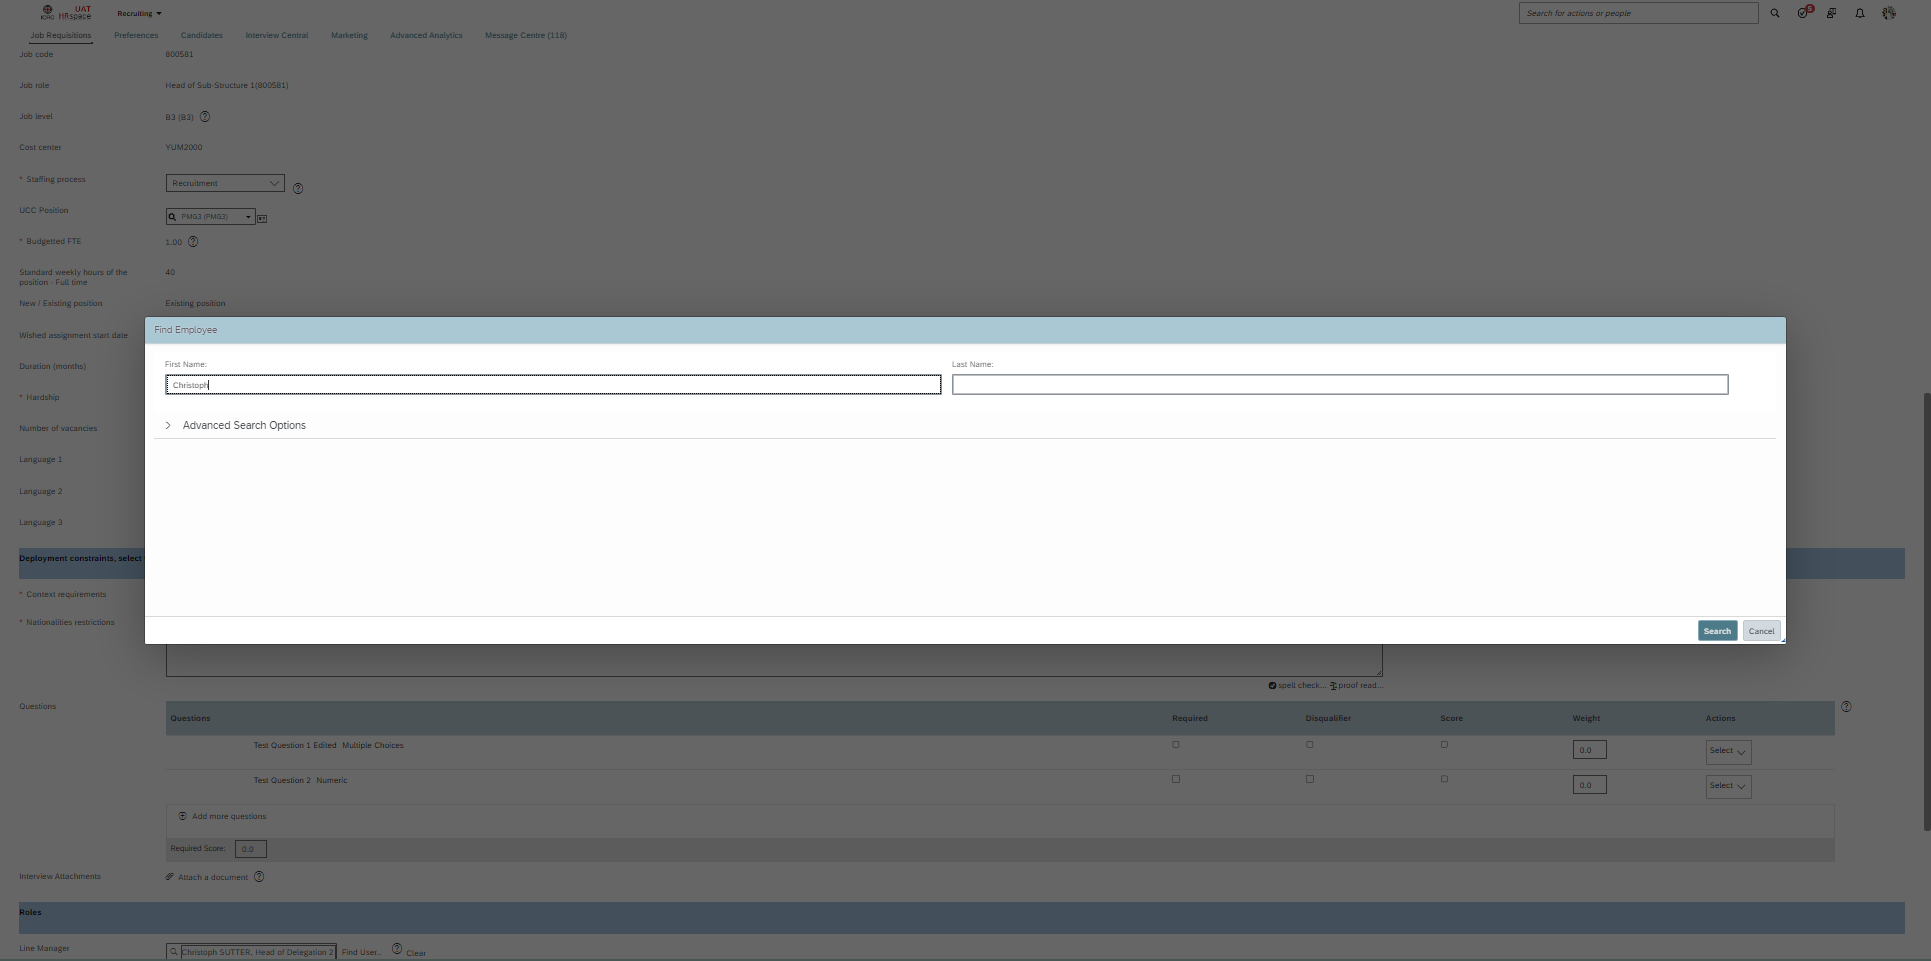 ICRC
UAT
HRspace
Recruiting
Search for actions or people
5
Job Requisitions
Preferences
Candidates
Interview Central
Marketing
Advanced Analytics
Message Centre (118)
Job code
800581
Job role
Head of Sub-Structure 1(800581)
Job level
B3 (B3)
Cost center
YUM2000
* Staffing process
Recruitment
UCC Position
PMG3 (PMG3)
* Budgetted FTE
1.00
Standard weekly hours of the
position - Full time
40
New / Existing position
Existing position
Wished assignment start date
Duration (months)
* Hardship
Number of vacancies
Language 1
Language 2
Language 3
Find Employee
First Name:
Last Name:
Christoph
Advanced Search Options
Search
Cancel
Deployment constraints, select
* Context requirements
* Nationalities restrictions
spell check... proof read...
Questions
Questions
Required
Disqualifier
Score
Weight
Actions
Test Question 1 Edited Multiple Choices
0.0
Select
Test Question 2 Numeric
0.0
Select
Add more questions
Required Score:
0.0
Interview Attachments
Attach a document
Roles
Line Manager
Christoph SUTTER, Head of Delegation 2
Find User...
Clear